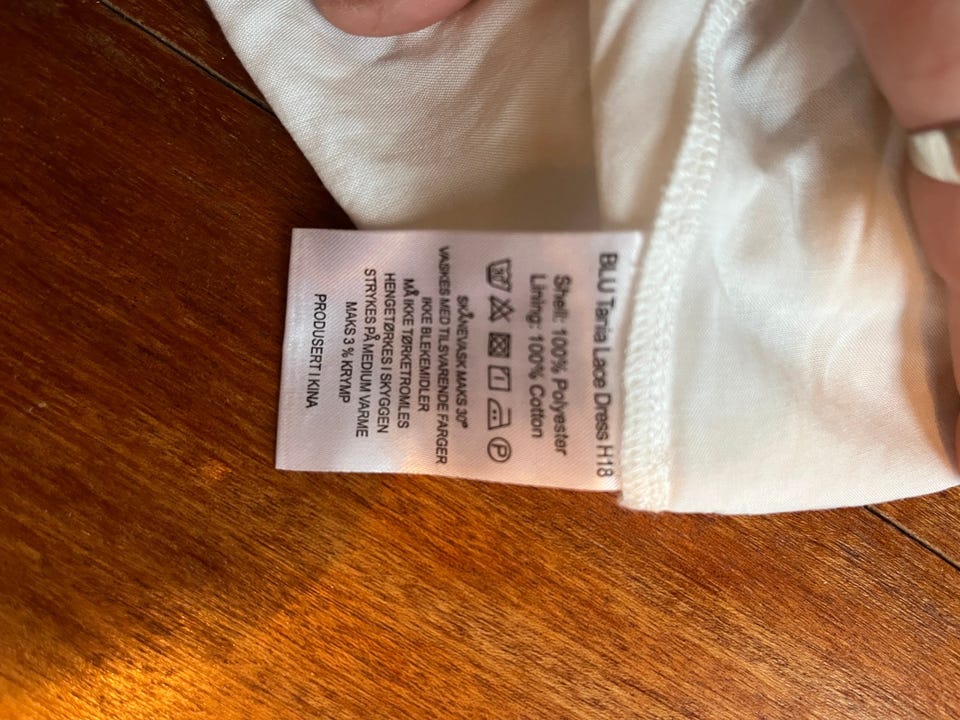 BLU Tania Lace Dress H18
Shell: 100% Polyester
Lining: 100% Cotton
P
SKÅNEVASK MAKS 30°
VASKES MED TILSVARENDE FARGER
IKKE BLEKEMIDLER
MÅ IKKE TØRKETROMLES
HENGETØRKES I SKYGGEN
STRYKES PÅ MEDIUM VARME
MAKS 3 % KRYMP
PRODUSERT I KINA